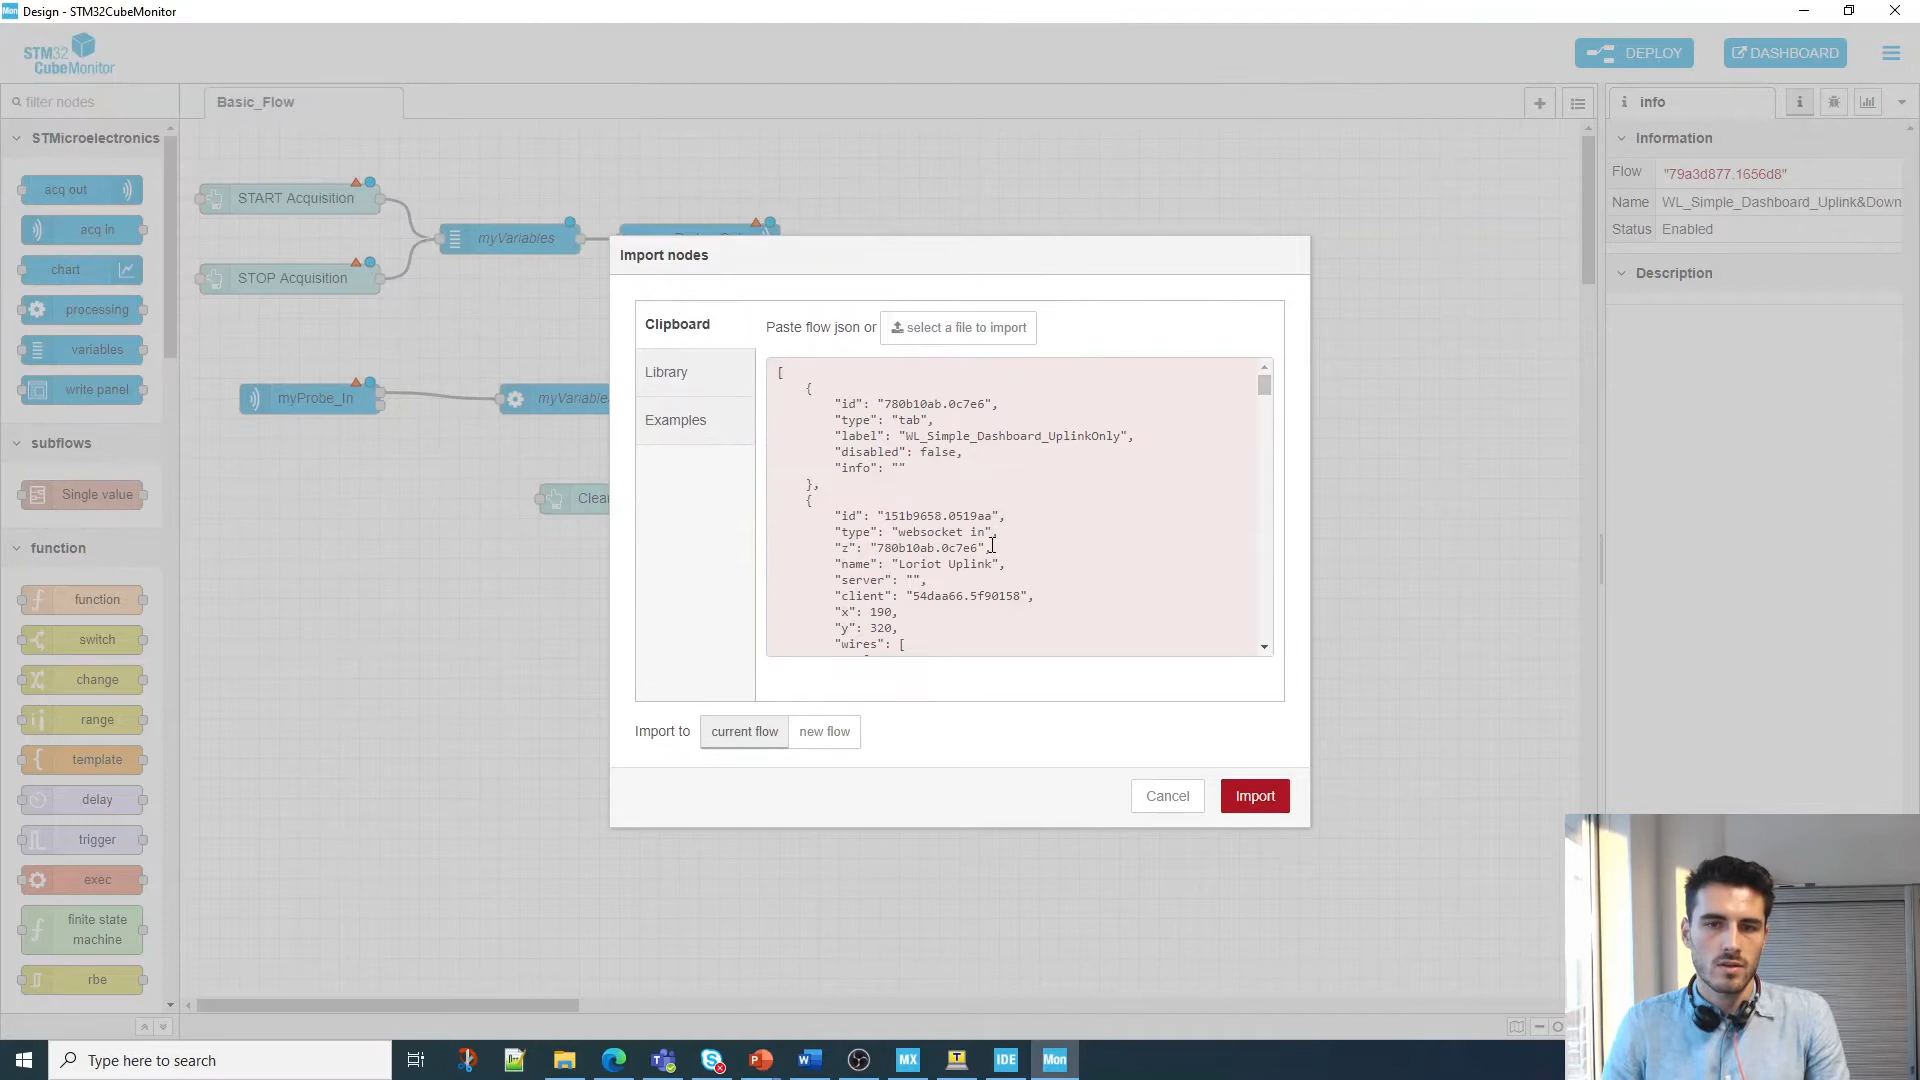 Mon Design - STM32CubeMonitor
STM32
CubeMonitor
DEPLOY
DASHBOARD
filter nodes
Basic_Flow
info
STMicroelectronics
acq out
acq in
chart
processing
variables
write panel
subflows
Single value
function
function
switch
change
range
template
delay
trigger
exec
finite state
machine
rbe
START Acquisition
STOP Acquisition
myVariables
myProbe_In
myVariable
Clea
Import nodes
Clipboard
Library
Examples
Paste flow json or select a file to import
[
{
"id": "780b10ab.0c7e6",
"type": "tab",
"label": "WL_Simple_Dashboard_UplinkOnly",
"disabled": false,
"info": ""
},
{
"id": "151b9658.0519aa",
"type": "websocket in",
"z": "780b10ab.0c7e6",
"name": "Loriot Uplink",
"server": "",
"client": "54daa66.5f90158",
"x": 190,
"y": 320,
"wires": [
Import to current flow new flow
Cancel Import
Information
Flow "79a3d877.1656d8"
Name WL_Simple_Dashboard_Uplink&Down
Status Enabled
Description
Type here to search
MX
IDE
Mon